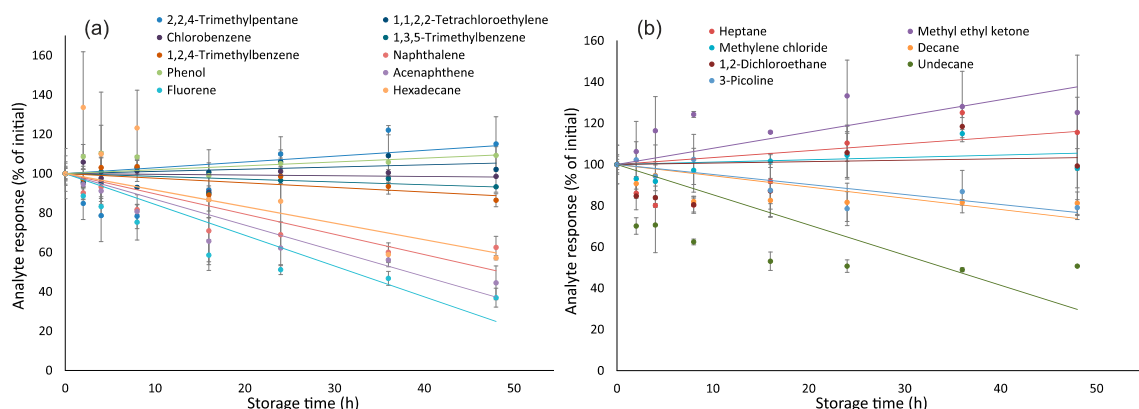 (a)
2,2,4-Trimethylpentane
1,1,2,2-Tetrachloroethylene
Chlorobenzene
1,3,5-Trimethylbenzene
1,2,4-Trimethylbenzene
Naphthalene
Phenol
Acenaphthene
Fluorene
Hexadecane
Analyte response (% of initial)
160
140
120
100
80
60
40
20
0
0 10 20 30 40 50
Storage time (h)
(b)
Heptane
Methyl ethyl ketone
Methylene chloride
Decane
1,2-Dichloroethane
Undecane
3-Picoline
Analyte response (% of initial)
160
140
120
100
80
60
40
20
0
0 10 20 30 40 50
Storage time (h)